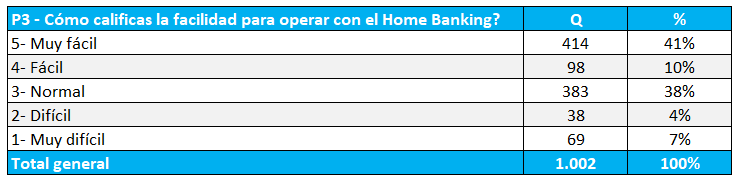 P3 - Cómo calificas la facilidad para operar con el Home Banking? Q %
5- Muy fácil 414 41%
4- Fácil 98 10%
3- Normal 383 38%
2- Difícil 38 4%
1- Muy difícil 69 7%
Total general 1.002 100%